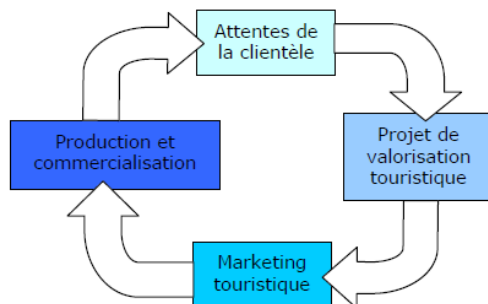 Attentes de
la clientèle
Projet de
valorisation
touristique
Marketing
touristique
Production et
commercialisation